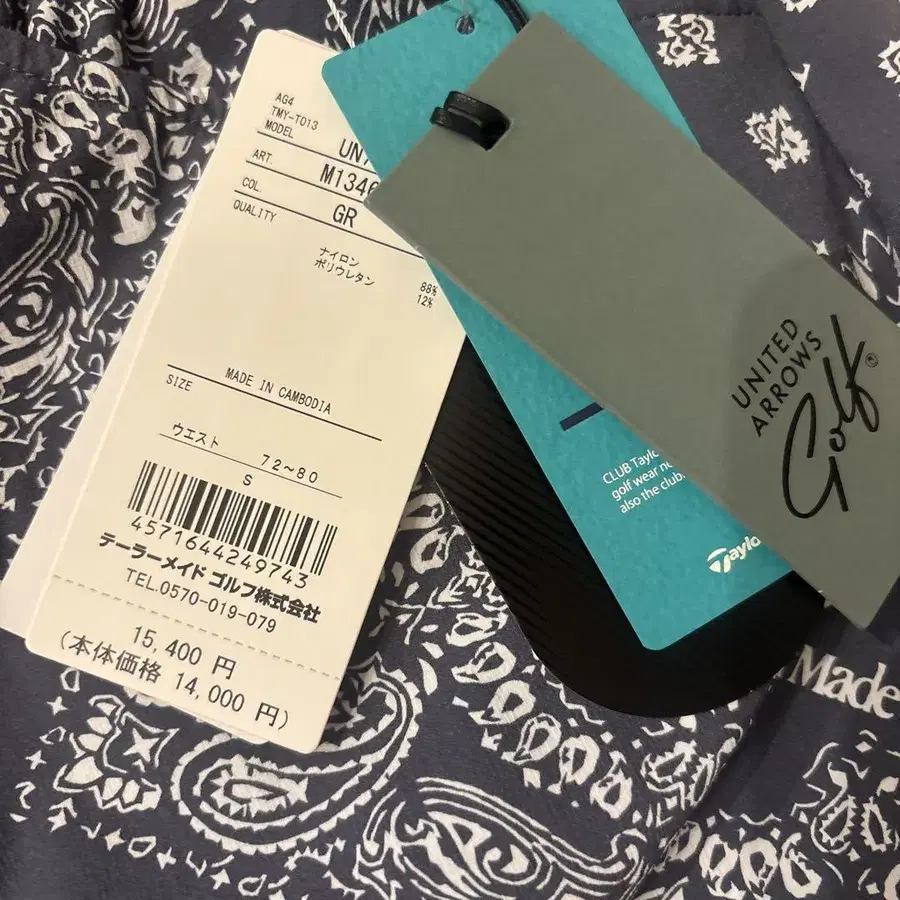 AG4
TMY-T013
MODEL
ART. M1346
COL. GR
QUALITY
ナイロン 88%
ポリウレタン 12%
MADE IN CAMBODIA
SIZE
ウエスト 72~80
S
4571644249743
テーラーメイド ゴルフ株式会社
TEL.0570-019-079
15,400 円
(本体価格 14,000 円)
CLUB
golf wear
also the club.
UNITED
ARROWS
Golf
Made